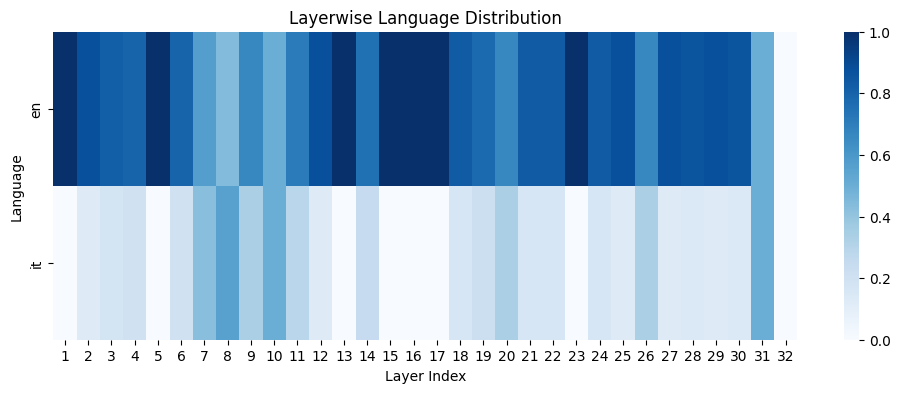 Layerwise Language Distribution
Language
en
it
1 2 3 4 5 6 7 8 9 10 11 12 13 14 15 16 17 18 19 20 21 22 23 24 25 26 27 28 29 30 31 32
Layer Index
1.0
0.8
0.6
0.4
0.2
0.0